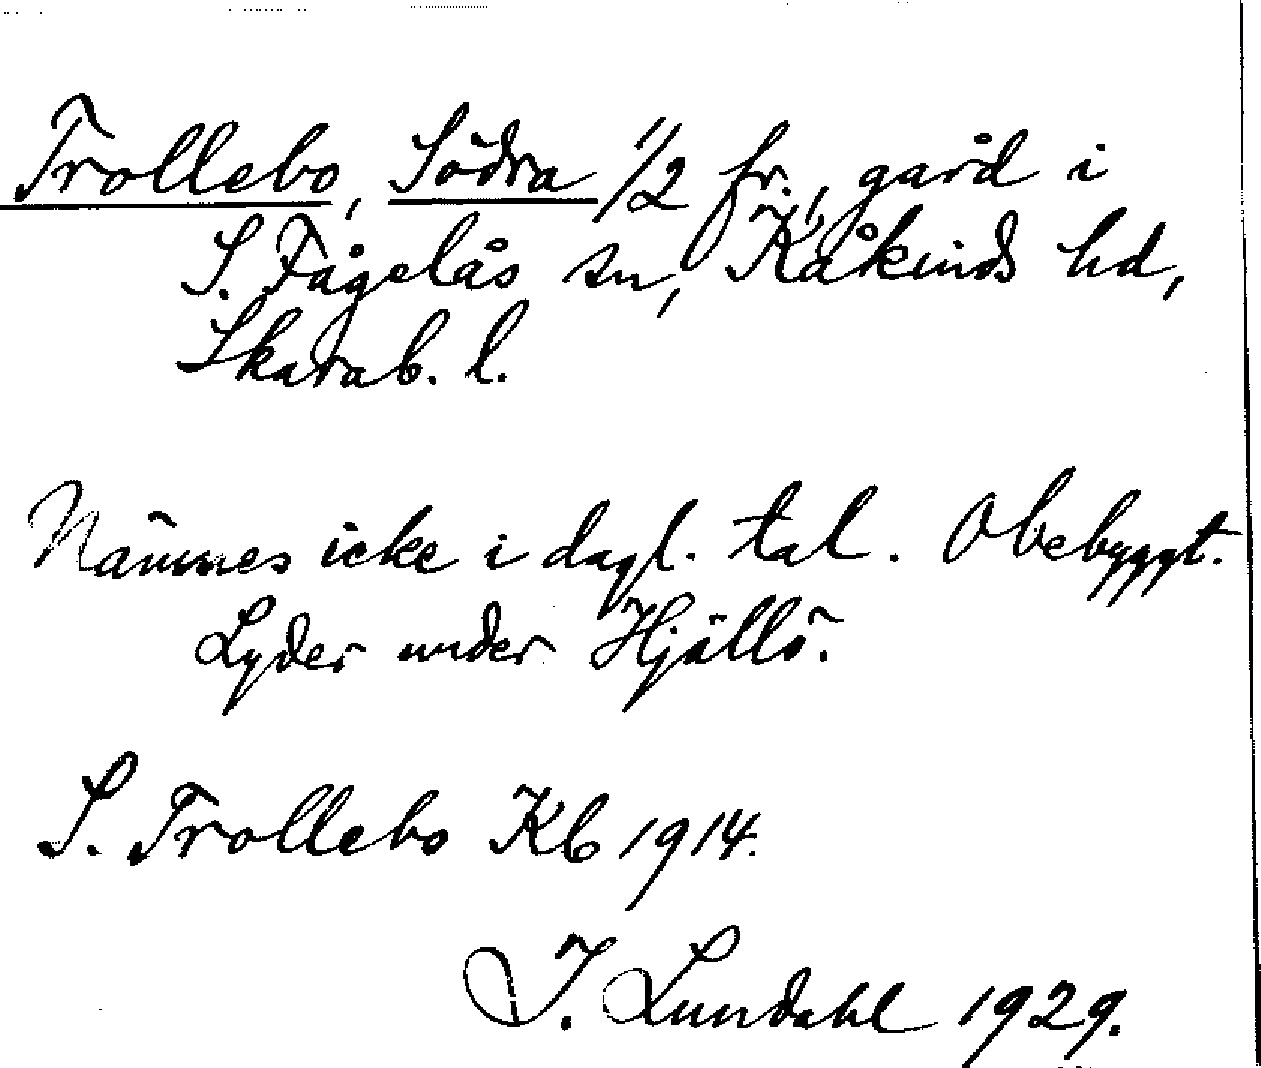 Trollebo, Södra 1/2 fr., gård i
S. Fågelås sn, Kåkinds hd,
Skarab. l.
Nämnes icke i dagl. tal. Obebyggt.
Lyder under Hjällö.
S. Trollebo Kb 1914.
J. Lundahl 1929.